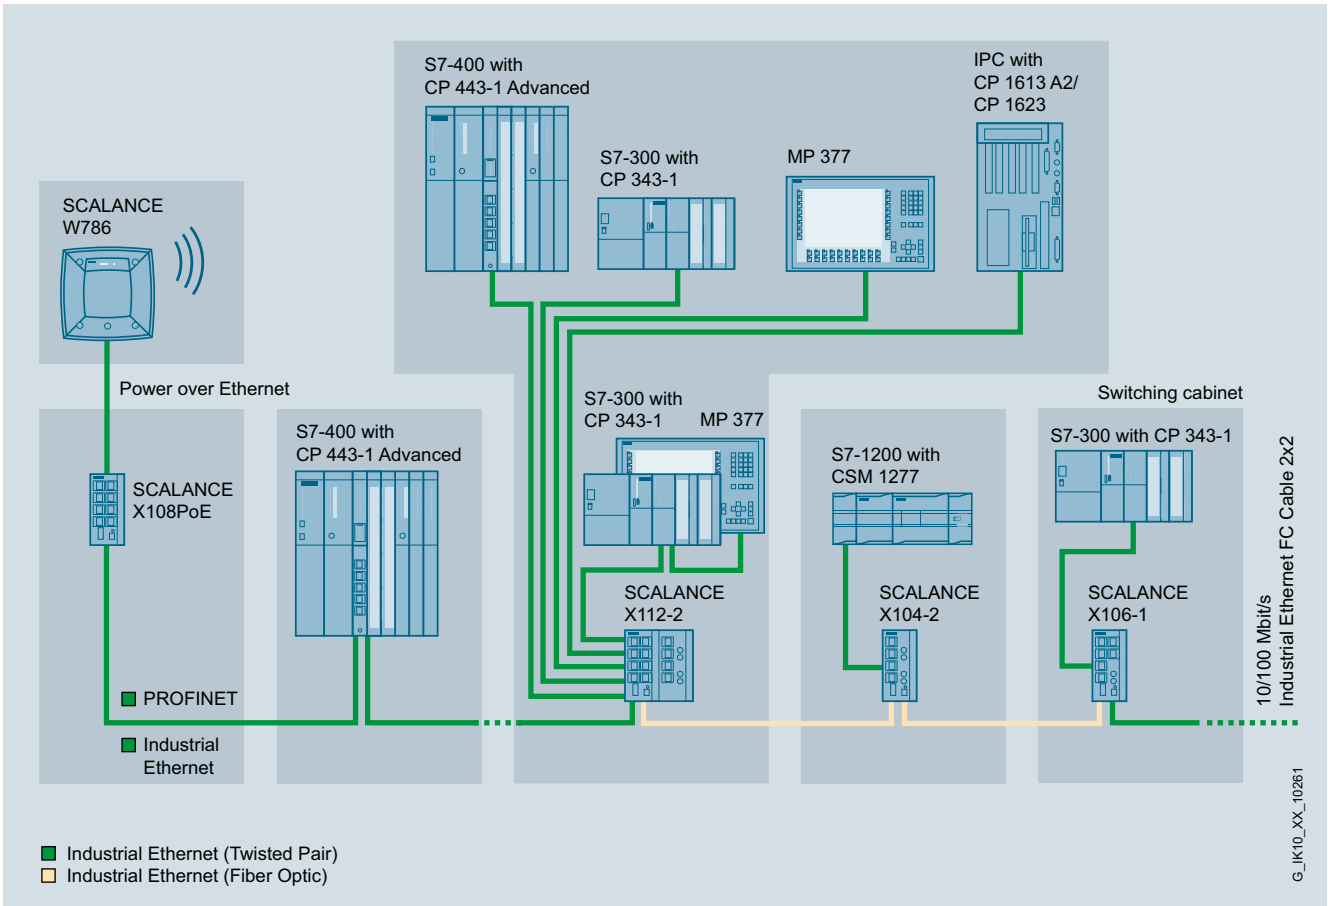 S7-400 with
CP 443-1 Advanced
IPC with
CP 1613 A2/
CP 1623
S7-300 with
CP 343-1
MP 377
SCALANCE
W786
Power over Ethernet
S7-300 with
CP 343-1
MP 377
Switching cabinet
S7-400 with
CP 443-1 Advanced
S7-1200 with
CSM 1277
S7-300 with CP 343-1
SCALANCE
X108PoE
SCALANCE
X112-2
SCALANCE
X104-2
SCALANCE
X106-1
10/100 Mbit/s
Industrial Ethernet FC Cable 2x2
PROFINET
Industrial
Ethernet
Industrial Ethernet (Twisted Pair)
Industrial Ethernet (Fiber Optic)
G_IK10_XX_10261